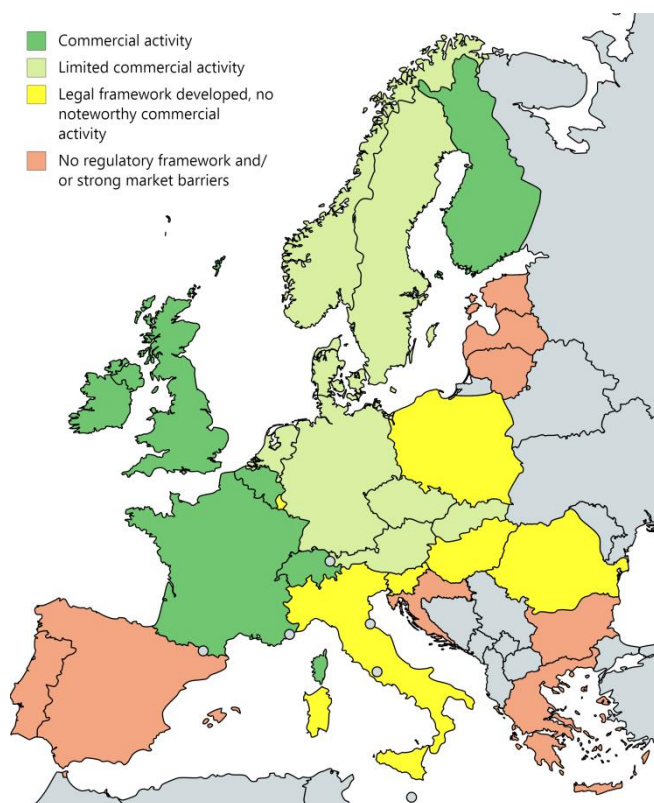 Commercial activity
Limited commercial activity
Legal framework developed, no
noteworthy commercial
activity
No regulatory framework and/
or strong market barriers